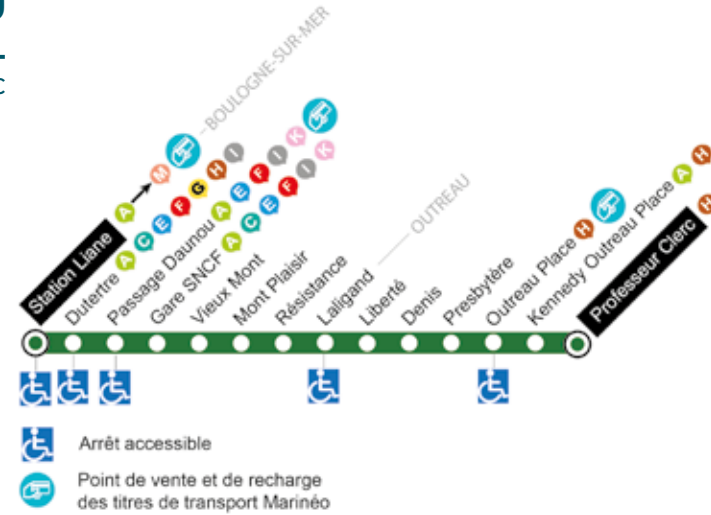 C
BOULOGNE-SUR-MER
Station Liane A M
Dutertre A C E F G H I
Passage Daunou A E F I K
Gare SNCF A C E F I K
Vieux Mont
Mont Plaisir
Résistance
Laligand
OUTREAU
Liberté
Denis
Presbytère
Outreau Place H
Kennedy Outreau Place A H
Professeur Clerc H
Arrêt accessible
Point de vente et de recharge
des titres de transport Marinéo